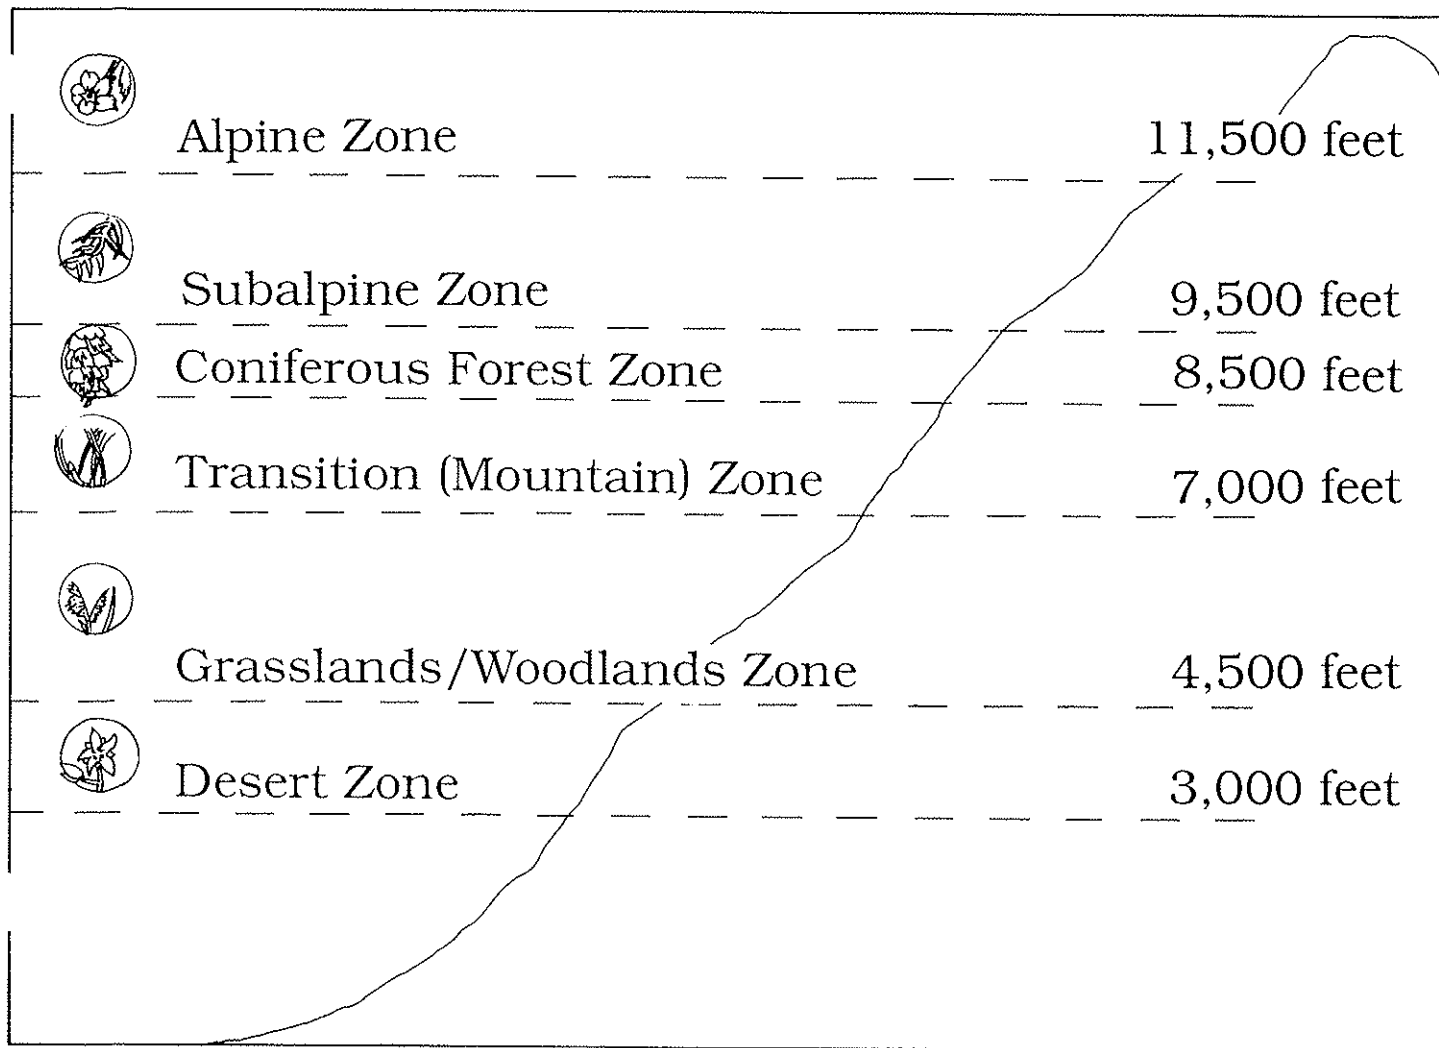 Alpine Zone 11,500 feet
Subalpine Zone 9,500 feet
Coniferous Forest Zone 8,500 feet
Transition (Mountain) Zone 7,000 feet
Grasslands/Woodlands Zone 4,500 feet
Desert Zone 3,000 feet